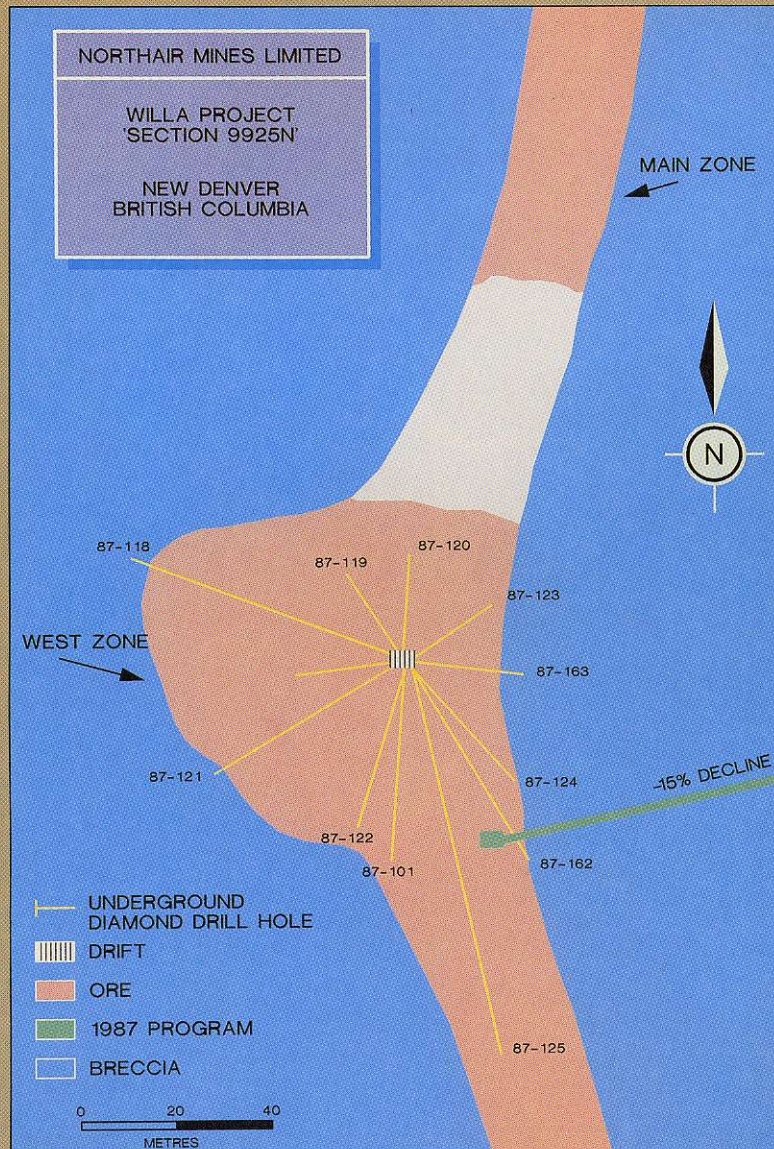 NORTHAIR MINES LIMITED
WILLA PROJECT
'SECTION 9925N'
NEW DENVER
BRITISH COLUMBIA
MAIN ZONE
N
87-118
87-119
87-120
87-123
WEST ZONE
87-163
87-121
87-124
-15% DECLINE
87-122
87-101
87-162
UNDERGROUND
DIAMOND DRILL HOLE
DRIFT
ORE
1987 PROGRAM
87-125
BRECCIA
0 20 40
METRES